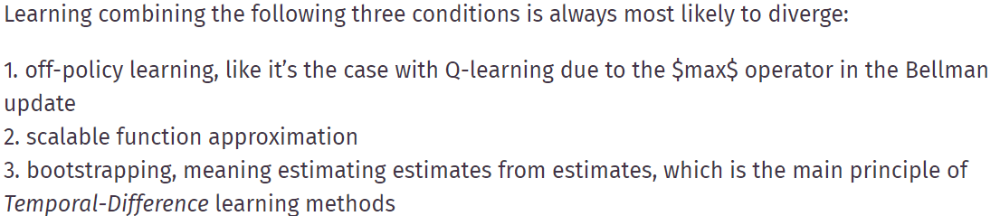 Learning combining the following three conditions is always most likely to diverge:
1. off-policy learning, like it’s the case with Q-learning due to the $max$ operator in the Bellman
update
2. scalable function approximation
3. bootstrapping, meaning estimating estimates from estimates, which is the main principle of
Temporal-Difference learning methods